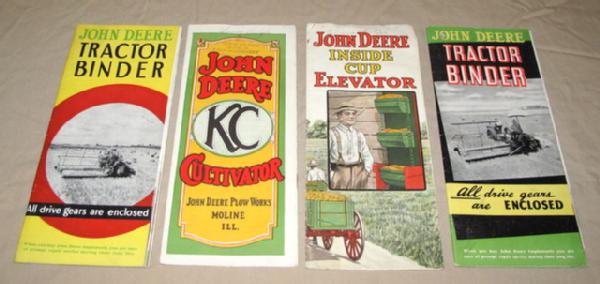 JOHN DEERE
TRACTOR
BINDER
All drive gears are enclosed
JOHN
DEERE
KC
CULTIVATOR
JOHN DEERE PLOW WORKS
MOLINE
ILL.
JOHN DEERE
INSIDE
CUP
ELEVATOR
JOHN DEERE
TRACTOR
BINDER
All drive gears
are ENCLOSED